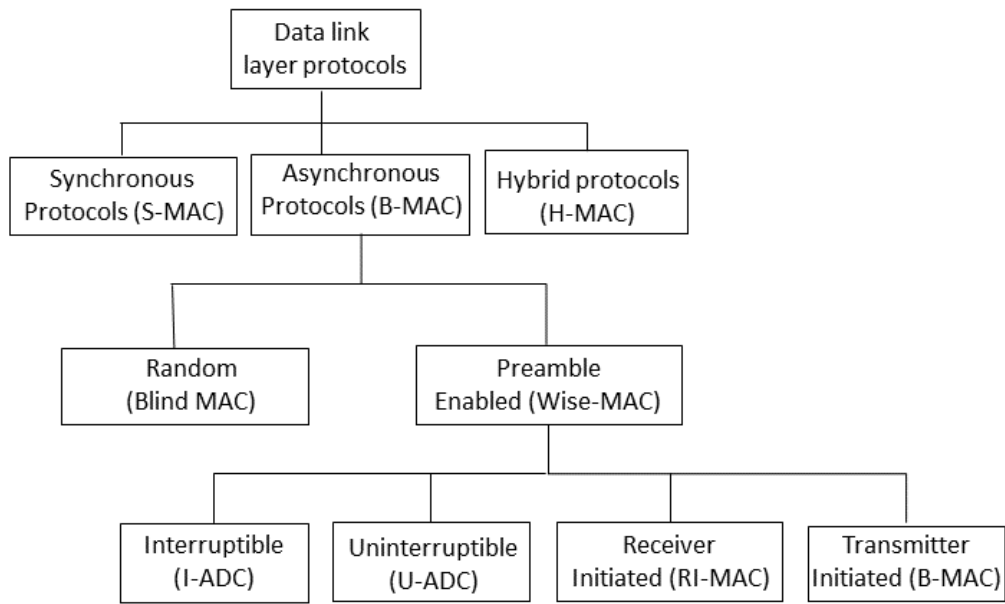 Data link
layer protocols
Synchronous
Protocols (S-MAC)
Asynchronous
Protocols (B-MAC)
Hybrid protocols
(H-MAC)
Random
(Blind MAC)
Preamble
Enabled (Wise-MAC)
Interruptible
(I-ADC)
Uninterruptible
(U-ADC)
Receiver
Initiated (RI-MAC)
Transmitter
Initiated (B-MAC)